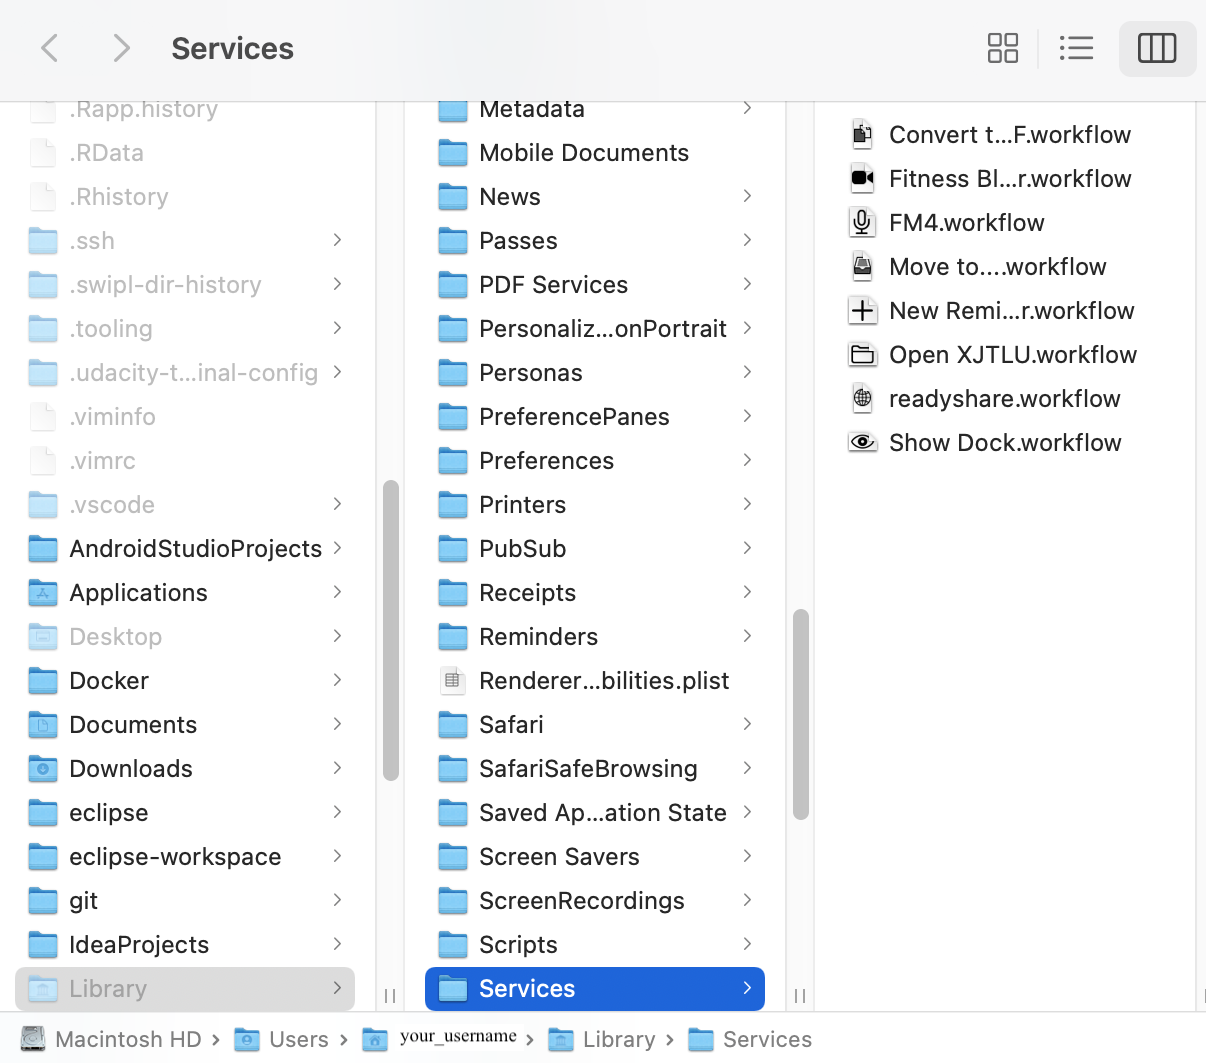 Services
.Rapp.history
.RData
.Rhistory
.ssh
.swipl-dir-history
.tooling
.udacity-t...inal-config
.viminfo
.vimrc
.vscode
AndroidStudioProjects
Applications
Desktop
Docker
Documents
Downloads
eclipse
eclipse-workspace
git
IdeaProjects
Library
Metadata
Mobile Documents
News
Passes
PDF Services
Personaliz...onPortrait
Personas
PreferencePanes
Preferences
Printers
PubSub
Receipts
Reminders
Renderer...bilities.plist
Safari
SafariSafeBrowsing
Saved Ap...ation State
Screen Savers
ScreenRecordings
Scripts
Services
Convert t...F.workflow
Fitness Bl...r.workflow
FM4.workflow
Move to....workflow
New Remi...r.workflow
Open XJTLU.workflow
readyshare.workflow
Show Dock.workflow
Macintosh HD › Users › your_username › Library › Services